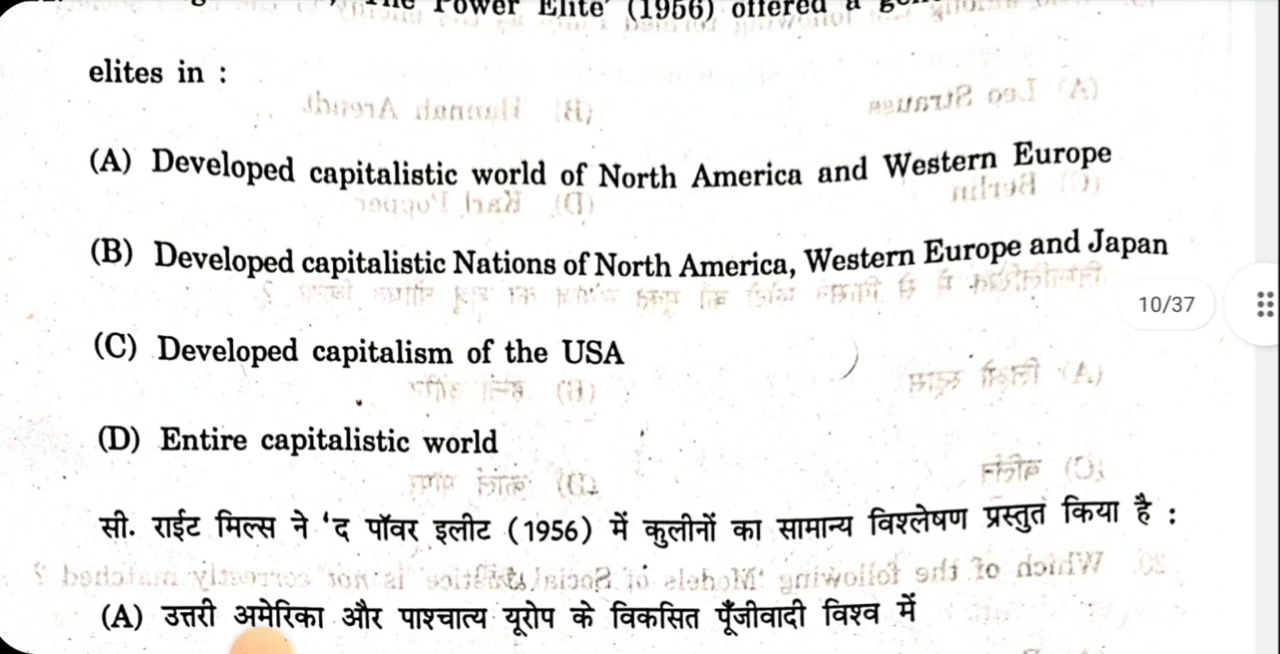 Power Elite' (1956) offered a
elites in :
(A) Developed capitalistic world of North America and Western Europe
(B) Developed capitalistic Nations of North America, Western Europe and Japan
10/37
(C) Developed capitalism of the USA
(D) Entire capitalistic world
सी. राईट मिल्स ने 'द पॉवर इलीट (1956) में कुलीनों का सामान्य विश्लेषण प्रस्तुत किया है :
(A) उत्तरी अमेरिका और पाश्चात्य यूरोप के विकसित पूँजीवादी विश्व में